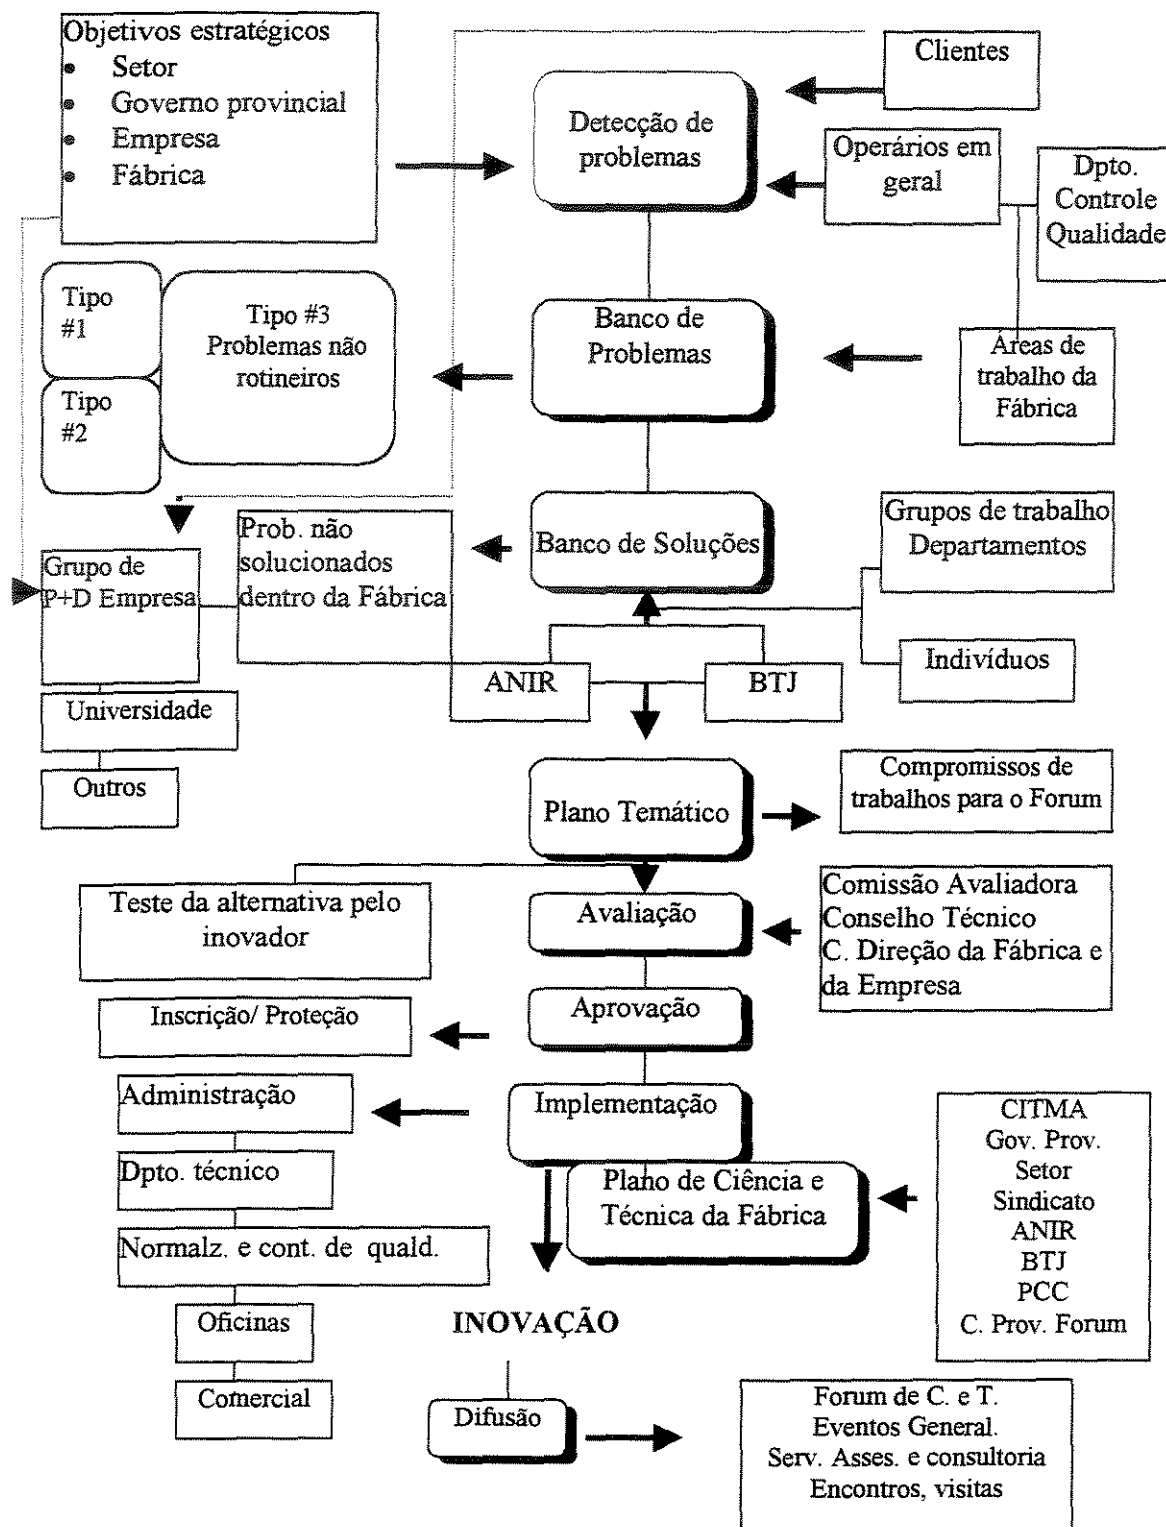 Objetivos estratégicos
• Setor
• Governo provincial
• Empresa
• Fábrica
Clientes
Detecção de
problemas
Operários em
geral
Dpto.
Controle
Qualidade
Tipo
#1
Tipo #3
Problemas não
rotineiros
Tipo
#2
Banco de
Problemas
Áreas de
trabalho da
Fábrica
Grupo de
P+D Empresa
Prob. não
solucionados
dentro da Fábrica
Banco de Soluções
Grupos de trabalho
Departamentos
Indivíduos
ANIR
BTJ
Universidade
Outros
Plano Temático
Compromissos de
trabalhos para o Forum
Teste da alternativa pelo
inovador
Avaliação
Comissão Avaliadora
Conselho Técnico
C. Direção da Fábrica e
da Empresa
Inscrição/ Proteção
Aprovação
Administração
Implementação
Dpto. técnico
Plano de Ciência e
Técnica da Fábrica
CITMA
Gov. Prov.
Setor
Sindicato
ANIR
BTJ
PCC
C. Prov. Forum
Normalz. e cont. de quald.
Oficinas
Comercial
INOVAÇÃO
Difusão
Forum de C. e T.
Eventos General.
Serv. Asses. e consultoria
Encontros, visitas